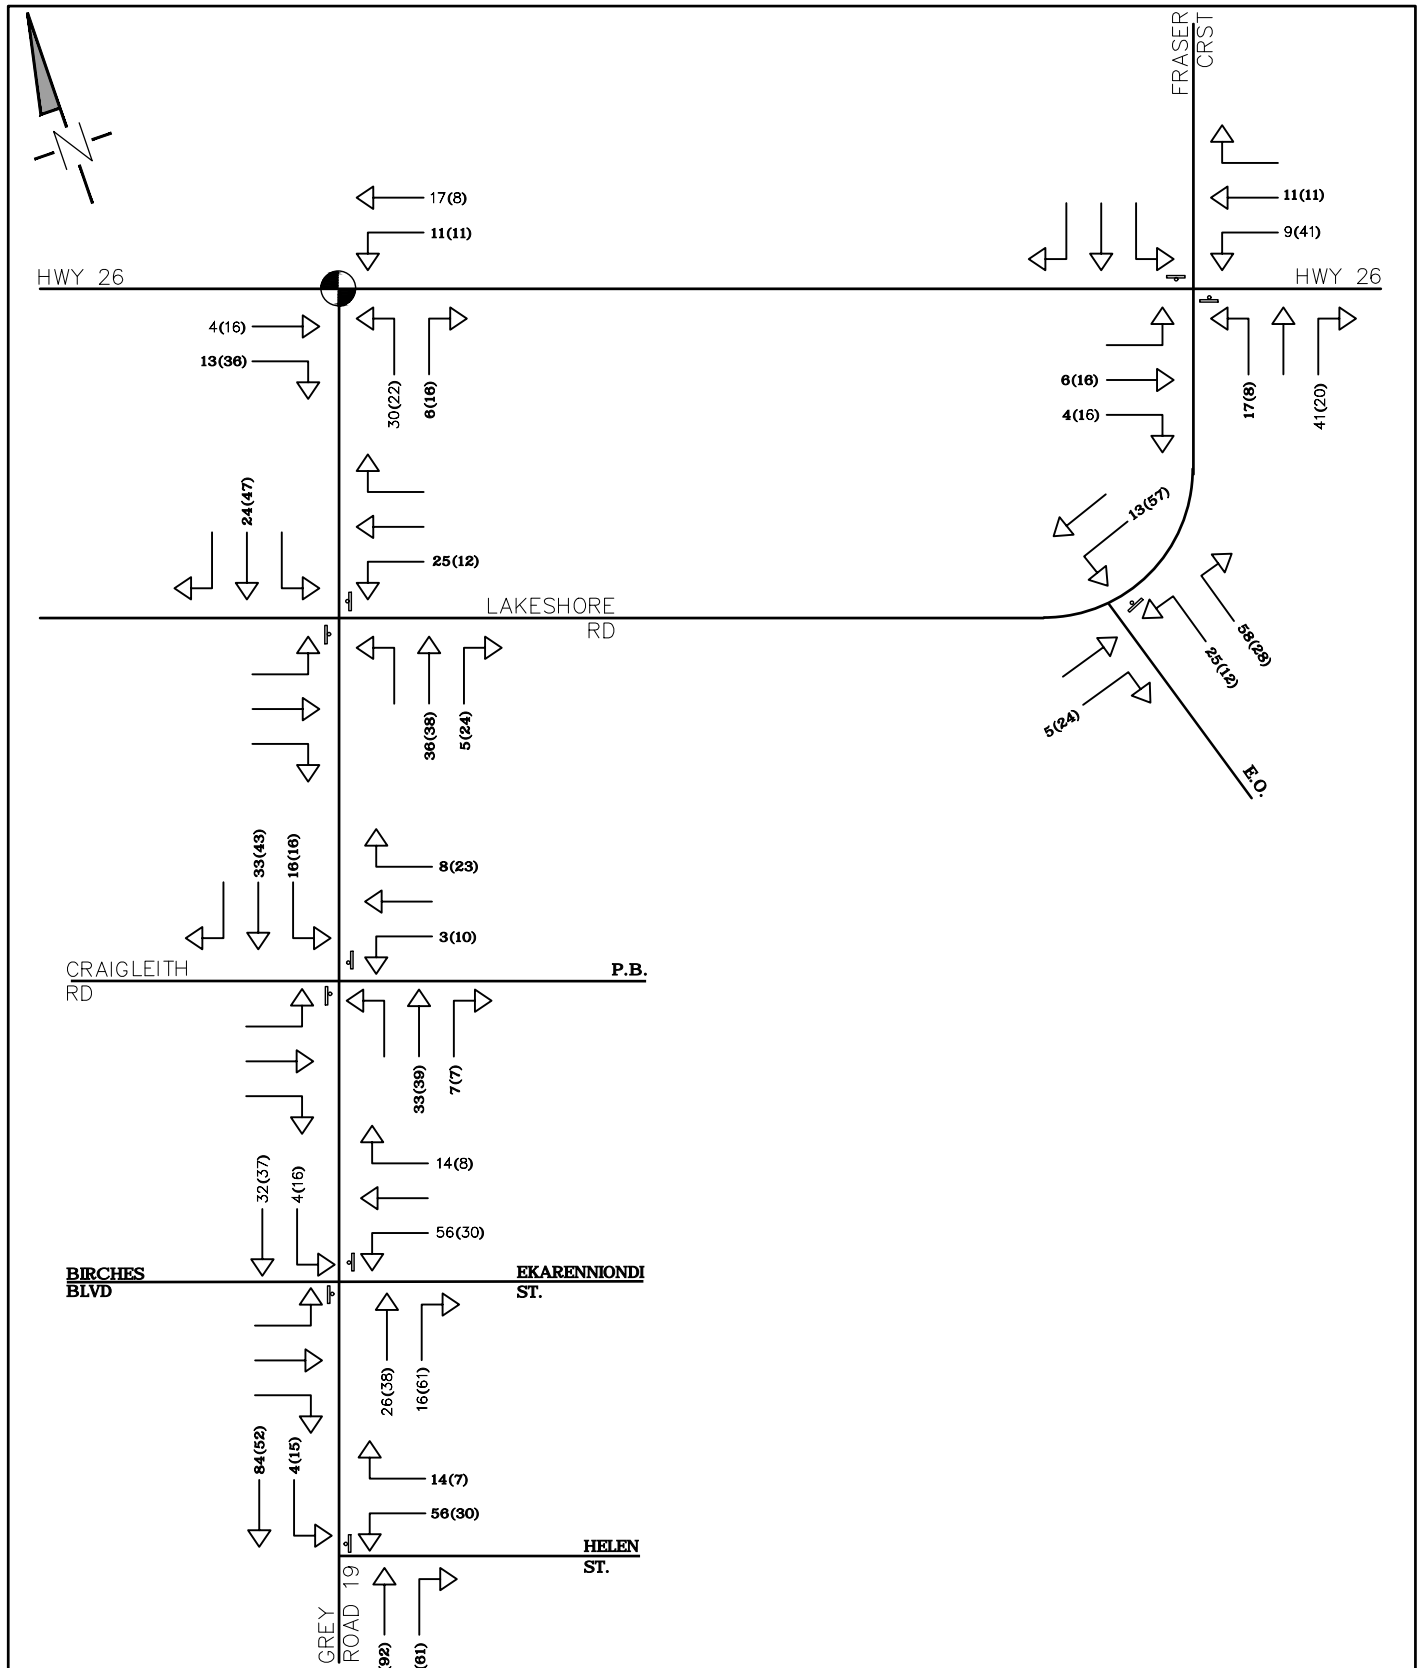 FRASER
CRST
N
17(8)
11(11)
11(11)
9(41)
HWY 26
HWY 26
4(16)
13(36)
30(22)
6(16)
6(16)
4(16)
17(8)
41(20)
24(47)
25(12)
13(57)
LAKESHORE
RD
58(28)
25(12)
5(24)
36(38)
5(24)
E.O.
33(43)
16(16)
8(23)
3(10)
CRAIGLEITH
RD
P.B.
33(39)
7(7)
32(37)
4(16)
14(8)
56(30)
BIRCHES
BLVD
EKARENNIONDI
ST.
26(38)
16(61)
84(52)
4(15)
14(7)
56(30)
HELEN
ST.
GREY
ROAD 19
(92)
(61)